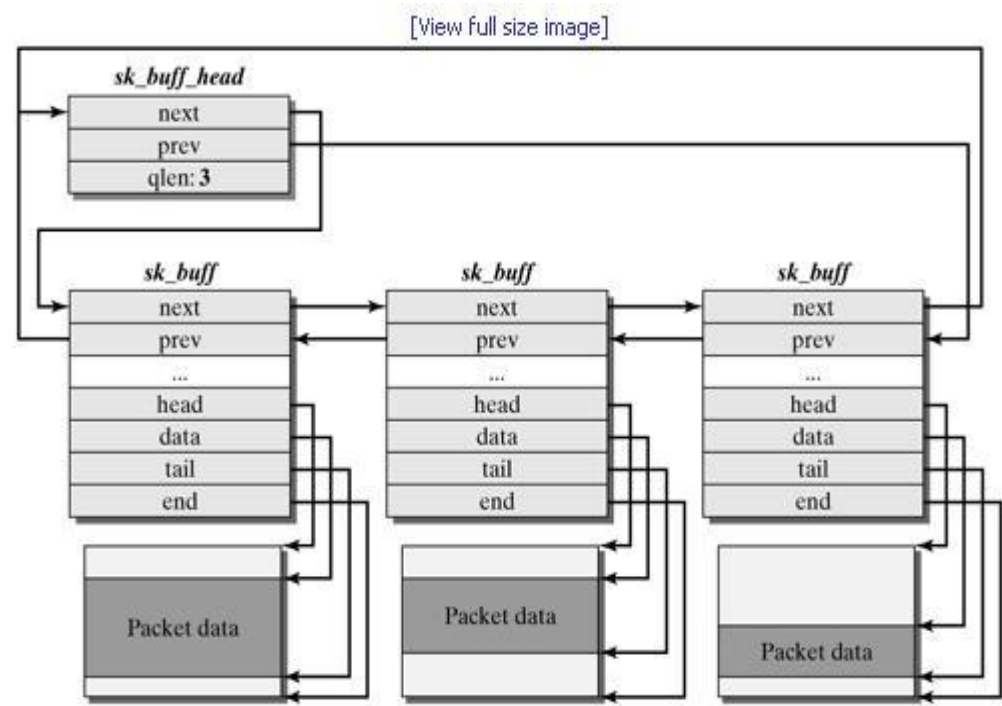 [View full size image]
sk_buff_head
next
prev
qlen: 3
sk_buff
next
prev
...
head
data
tail
end
Packet data
sk_buff
next
prev
...
head
data
tail
end
Packet data
sk_buff
next
prev
...
head
data
tail
end
Packet data